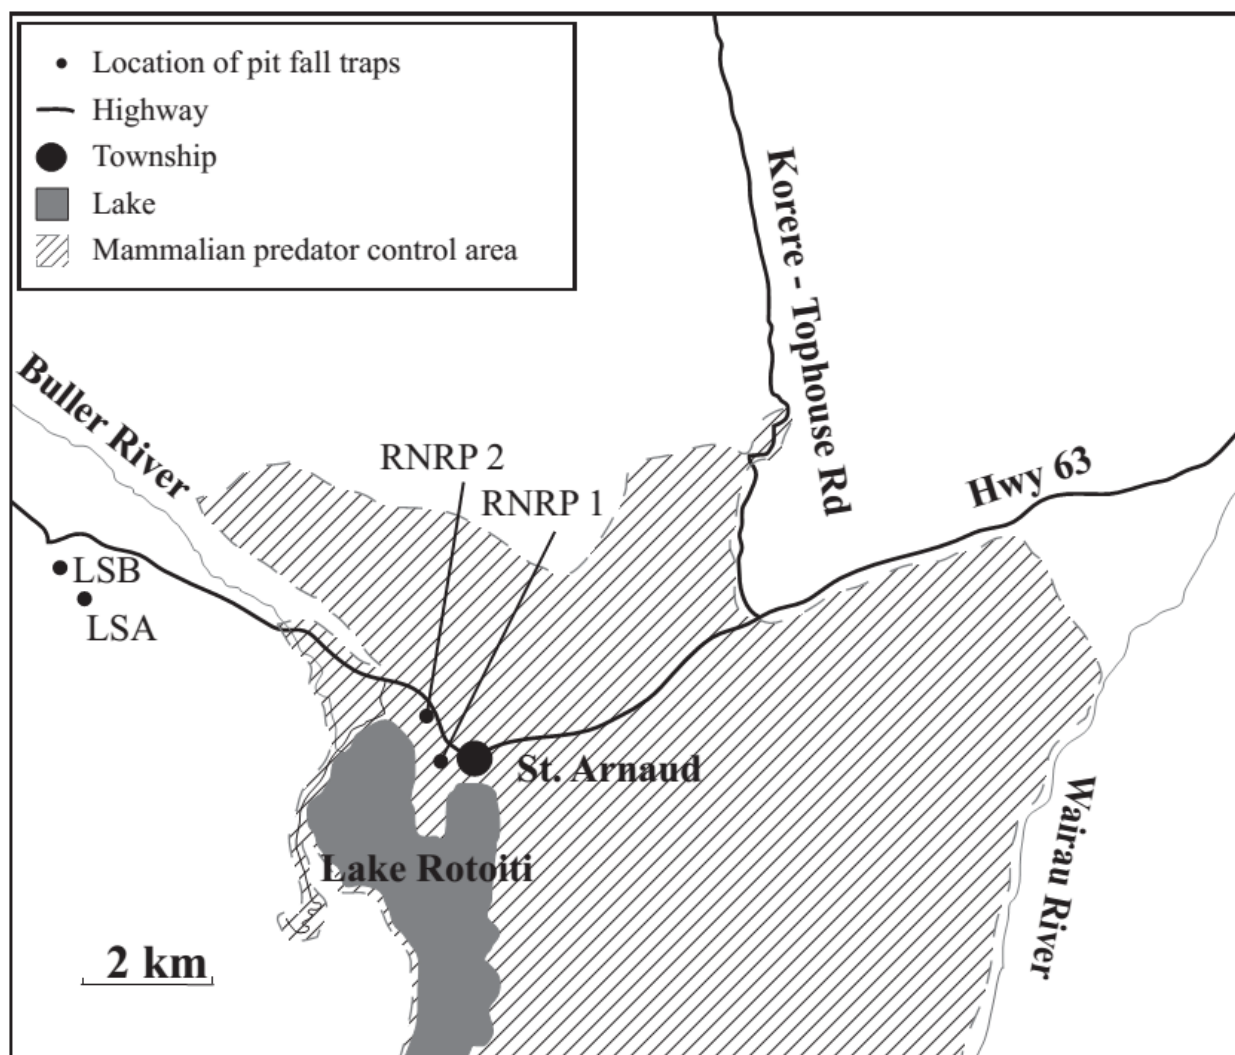 Location of pit fall traps
Highway
Township
Lake
Mammalian predator control area
Korere - Tophouse Rd
Buller River
RNRP 2
RNRP 1
Hwy 63
LSB
LSA
St. Arnaud
Lake Rotoiti
Wairau River
2 km